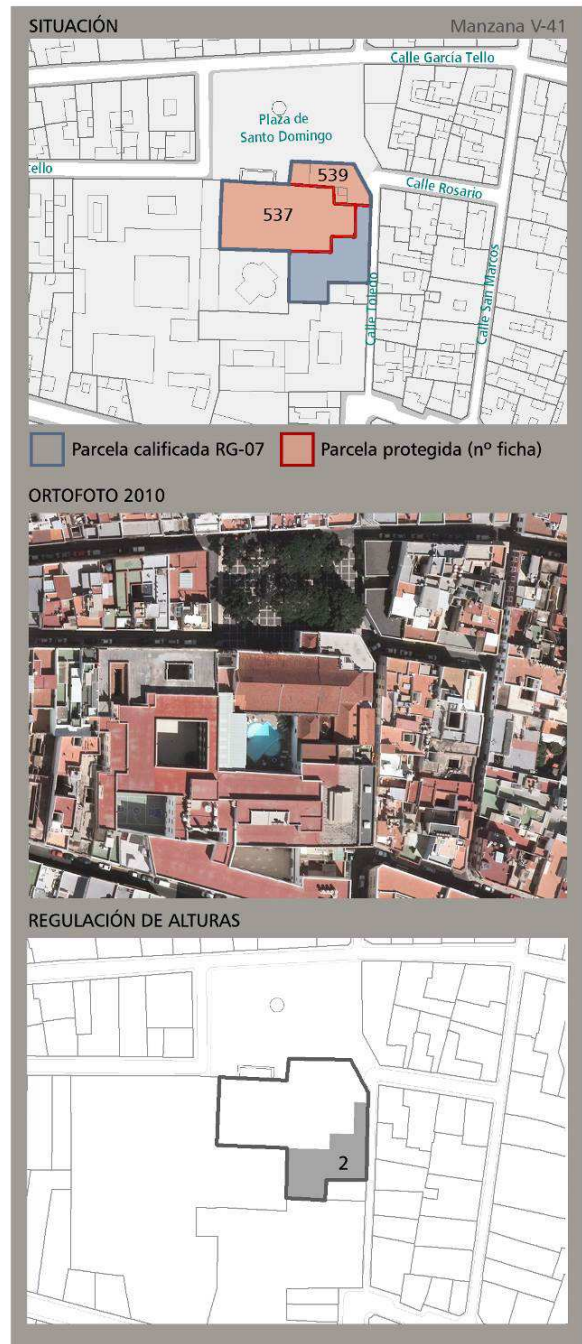 SITUACIÓN Manzana V-41
Calle García Tello
Plaza de
Santo Domingo
tello
539
Calle Rosario
537
Calle Toledo
Calle San Marcos
Parcela calificada RG-07 Parcela protegida (nº ficha)
ORTOFOTO 2010
REGULACIÓN DE ALTURAS
2